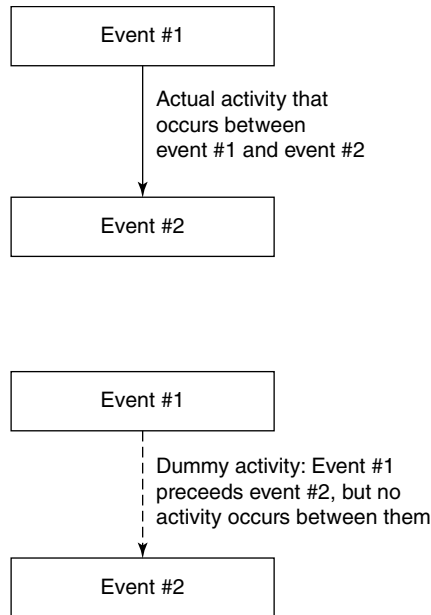 Event #1
Actual activity that
occurs between
event #1 and event #2
Event #2
Event #1
Dummy activity: Event #1
preceeds event #2, but no
activity occurs between them
Event #2